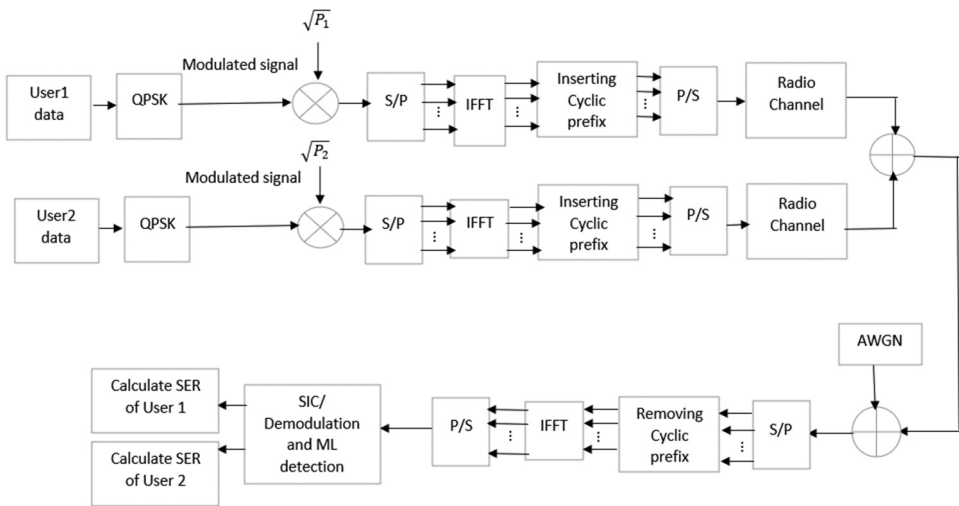 √P1
Modulated signal
User1
data
QPSK
S/P
IFFT
Inserting
Cyclic
prefix
P/S
Radio
Channel
√P2
Modulated signal
User2
data
QPSK
S/P
IFFT
Inserting
Cyclic
prefix
P/S
Radio
Channel
AWGN
Calculate SER
of User 1
Calculate SER
of User 2
SIC/
Demodulation
and ML
detection
P/S
IFFT
Removing
Cyclic
prefix
S/P